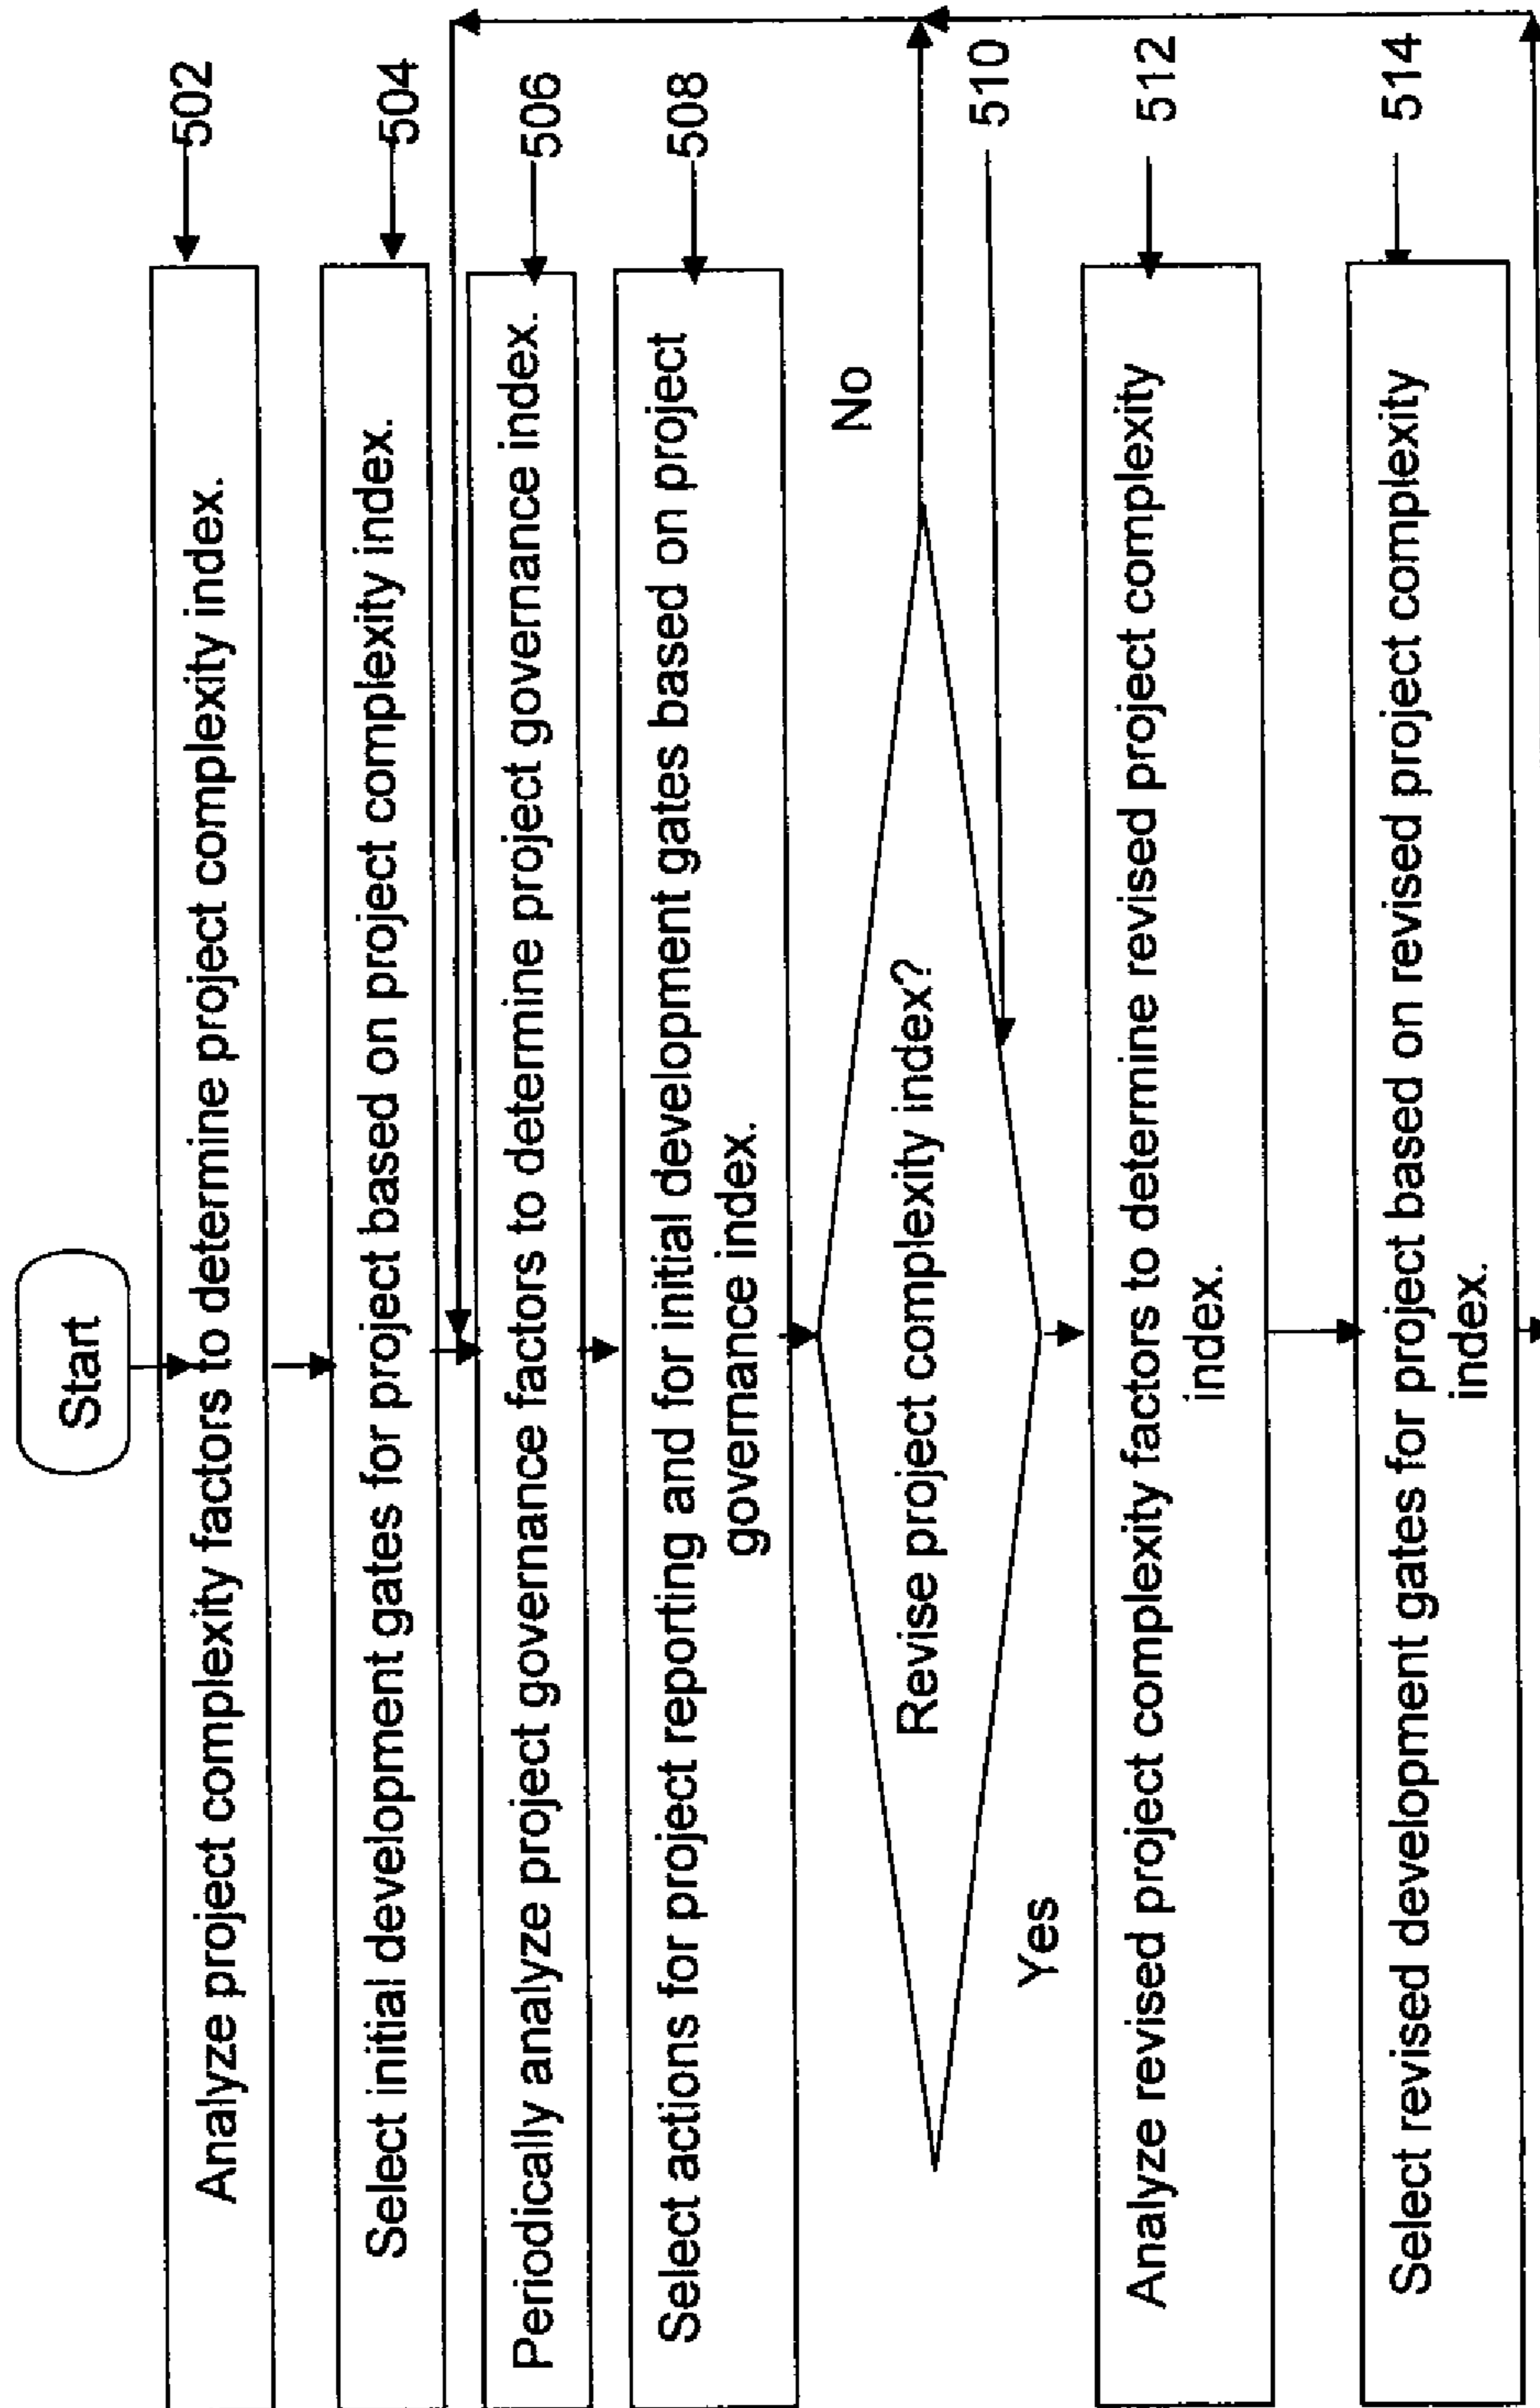 Start
Analyze project complexity factors to determine project complexity index.
502
Select initial development gates for project based on project complexity index.
504
Periodically analyze project governance factors to determine project governance index.
506
Select actions for project reporting and for initial development gates based on project
governance index.
508
Revise project complexity index?
No
510
Yes
Analyze revised project complexity factors to determine revised project complexity
index.
512
Select revised development gates for project based on revised project complexity
index.
514